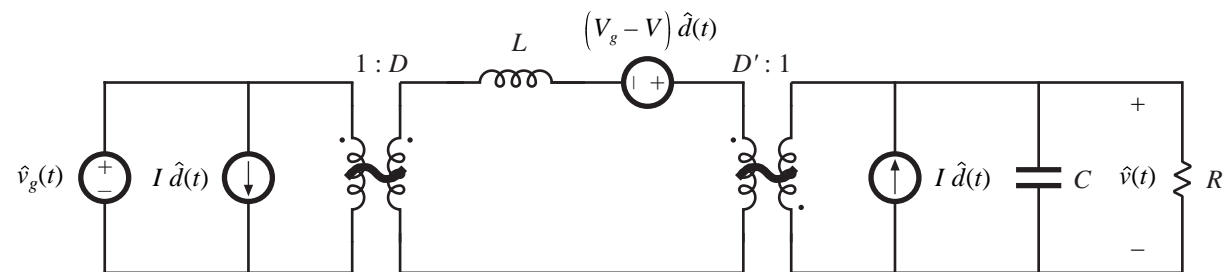 (V_g – V) d̂(t)
L
1 : D
D′ : 1
+
–
– +
+
v̂_g(t)
I d̂(t)
I d̂(t)
C
v̂(t)
R
–